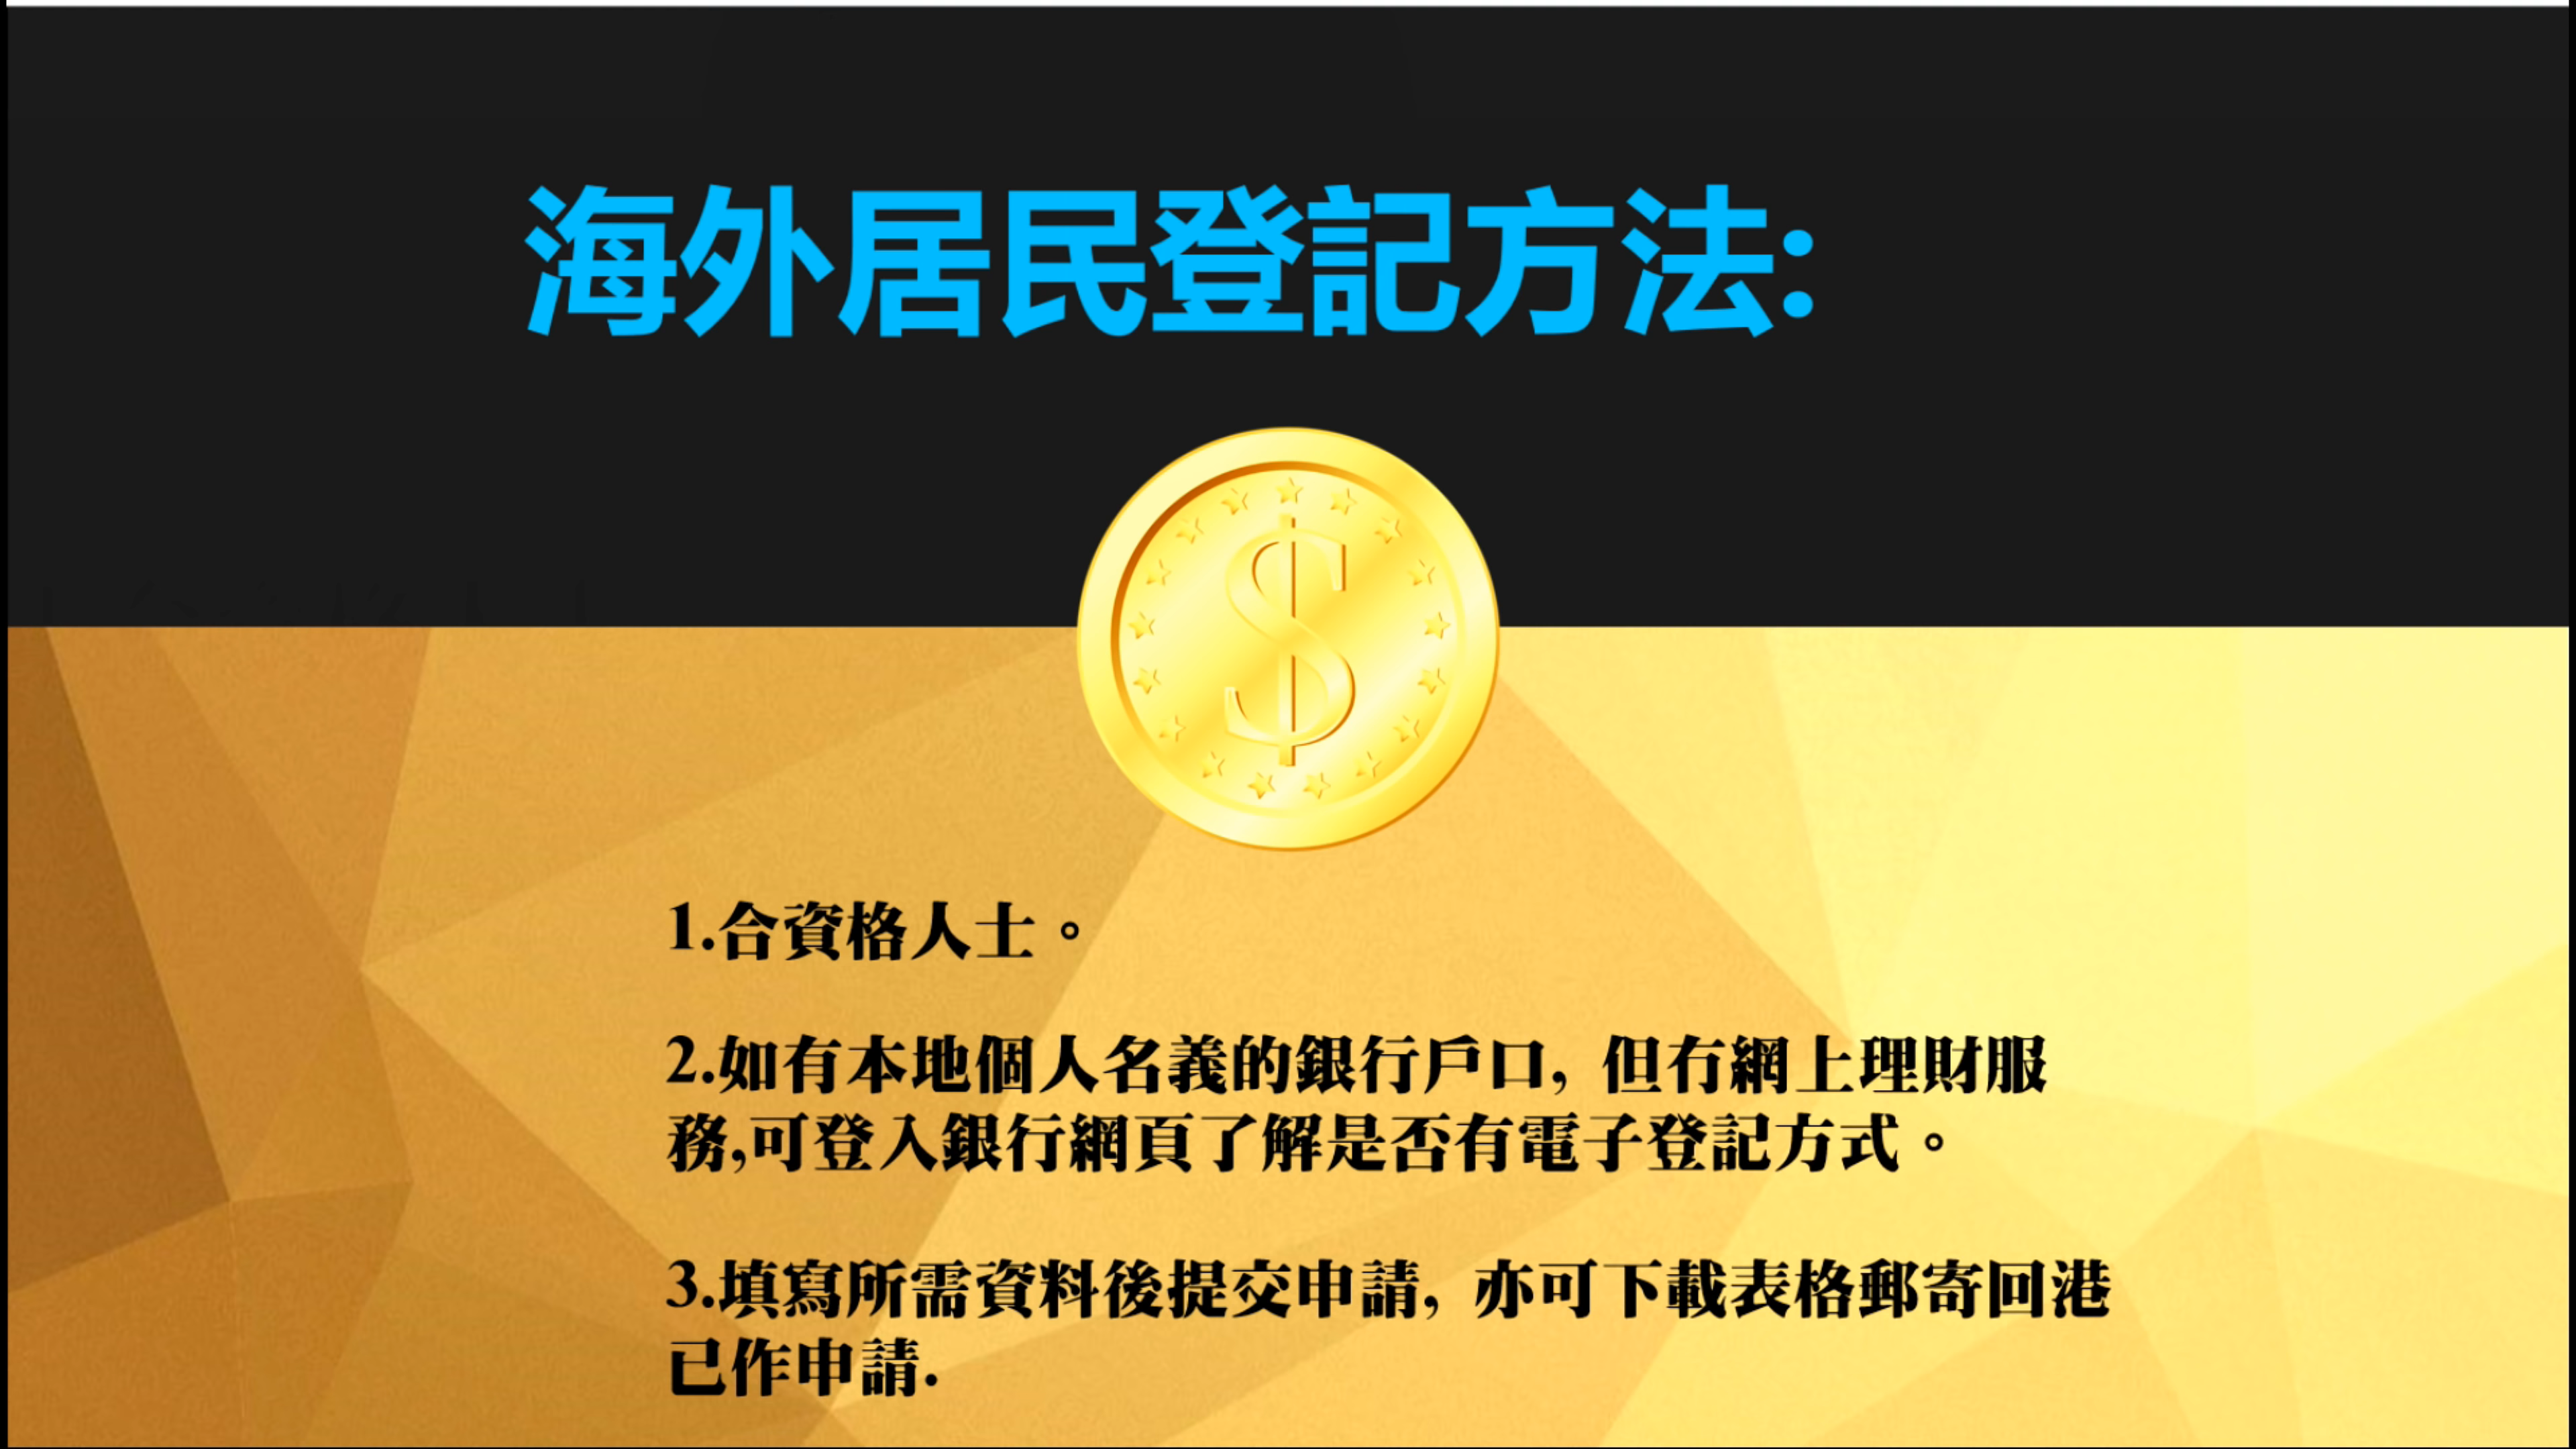 海外居民登記方法:
$
1.合資格人士。
2.如有本地個人名義的銀行戶口, 但冇網上理財服
務,可登入銀行網頁了解是否有電子登記方式。
3.填寫所需資料後提交申請, 亦可下載表格郵寄回港
已作申請.